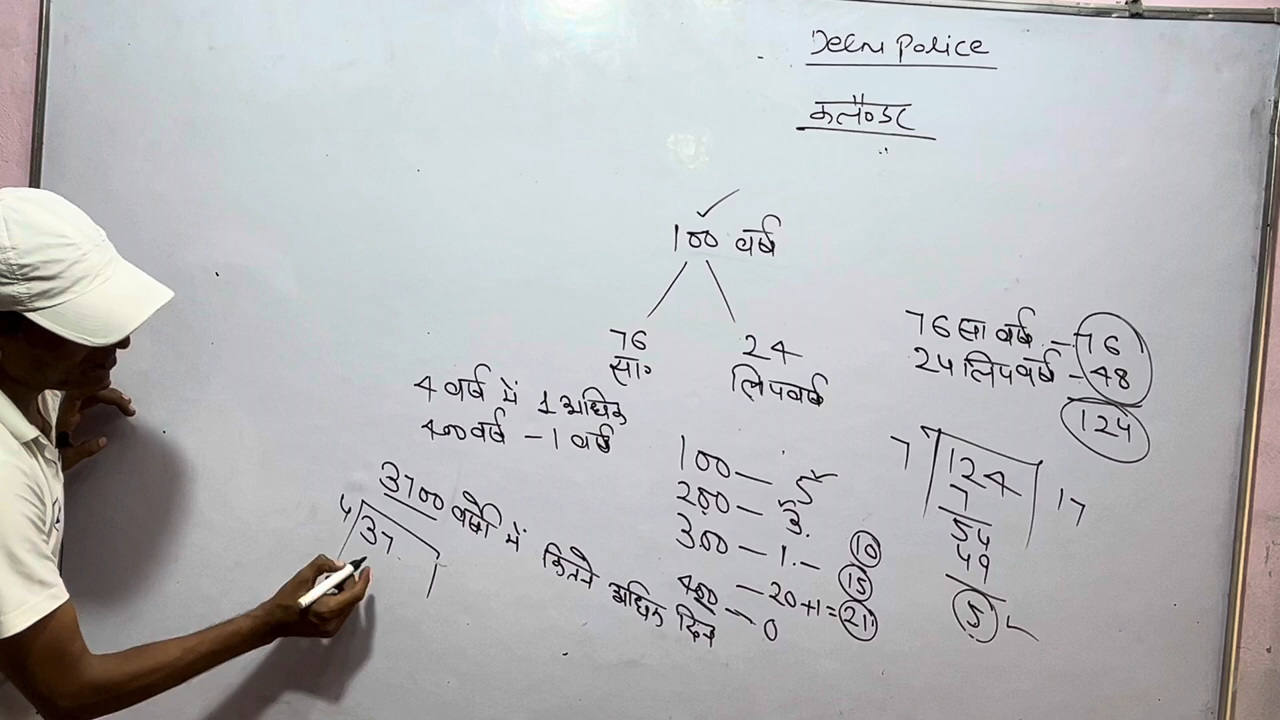 Delhi Police
कलैण्डर
100 वर्ष
76
सा॰
24
लिपवर्ष
76 सा वर्ष - 76
24 लिपवर्ष - 48
124
4 वर्ष में 1 अधिक
400 वर्ष - 1 वर्ष
100 - 5
200 - 3
300 - 1 -
10
15
400 - 20 + 1 = 21
- 0
7 124 17
7
54
49
5
3700 वर्षो में कितने अधिक दिन
4 37